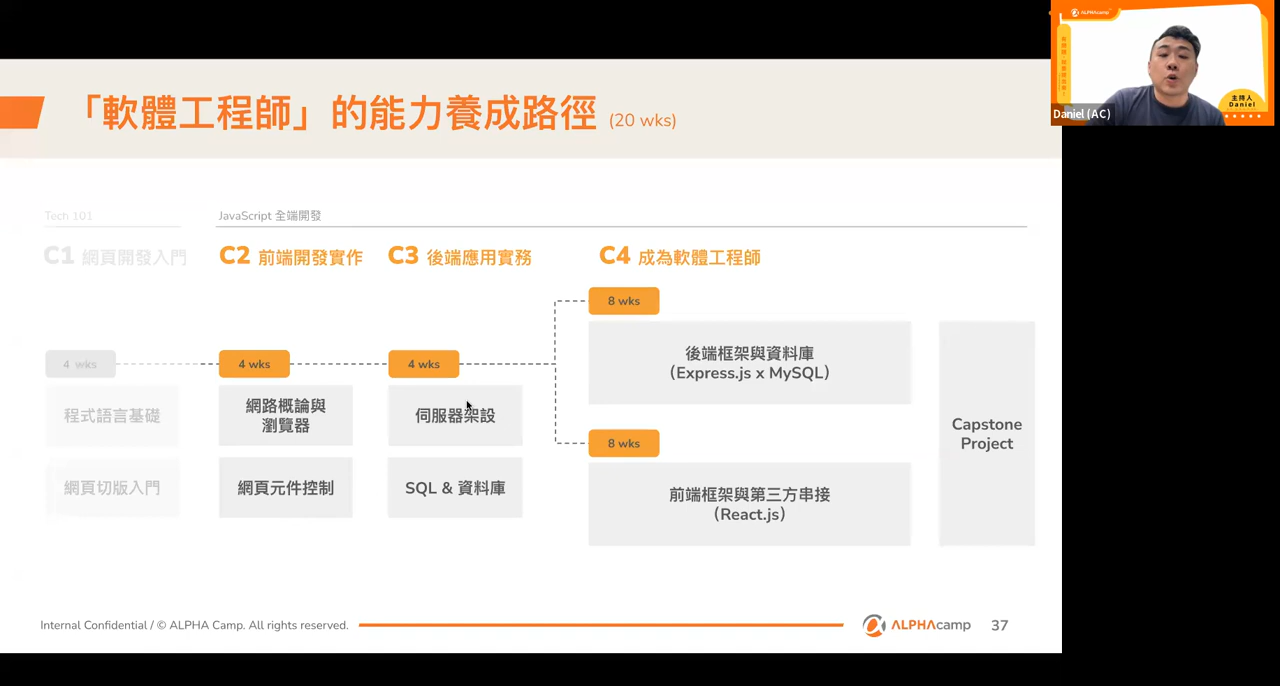 「軟體工程師」的能力養成路徑 (20 wks)
Tech 101
JavaScript 全端開發
C1 網頁開發入門
C2 前端開發實作
C3 後端應用實務
C4 成為軟體工程師
4 wks
程式語言基礎
網頁切版入門
4 wks
網路概論與
瀏覽器
網頁元件控制
4 wks
伺服器架設
SQL & 資料庫
8 wks
後端框架與資料庫
(Express.js x MySQL)
8 wks
前端框架與第三方串接
(React.js)
Capstone
Project
Internal Confidential / © ALPHA Camp. All rights reserved.
ALPHAcamp
37
ALPHAcamp
主持人
Daniel
Daniel (AC)